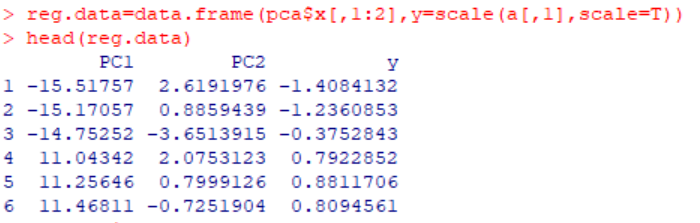 > reg.data=data.frame(pca$x[,1:2],y=scale(a[,1],scale=T))
> head(reg.data)
        PC1        PC2          y
1 -15.51757  2.6191976 -1.4084132
2 -15.17057  0.8859439 -1.2360843
3 -14.75252 -3.6513915 -0.3752843
4  11.04342  2.0753123  0.7922852
5  11.25646  0.7999126  0.8811706
6  11.46811 -0.7251904  0.8094561